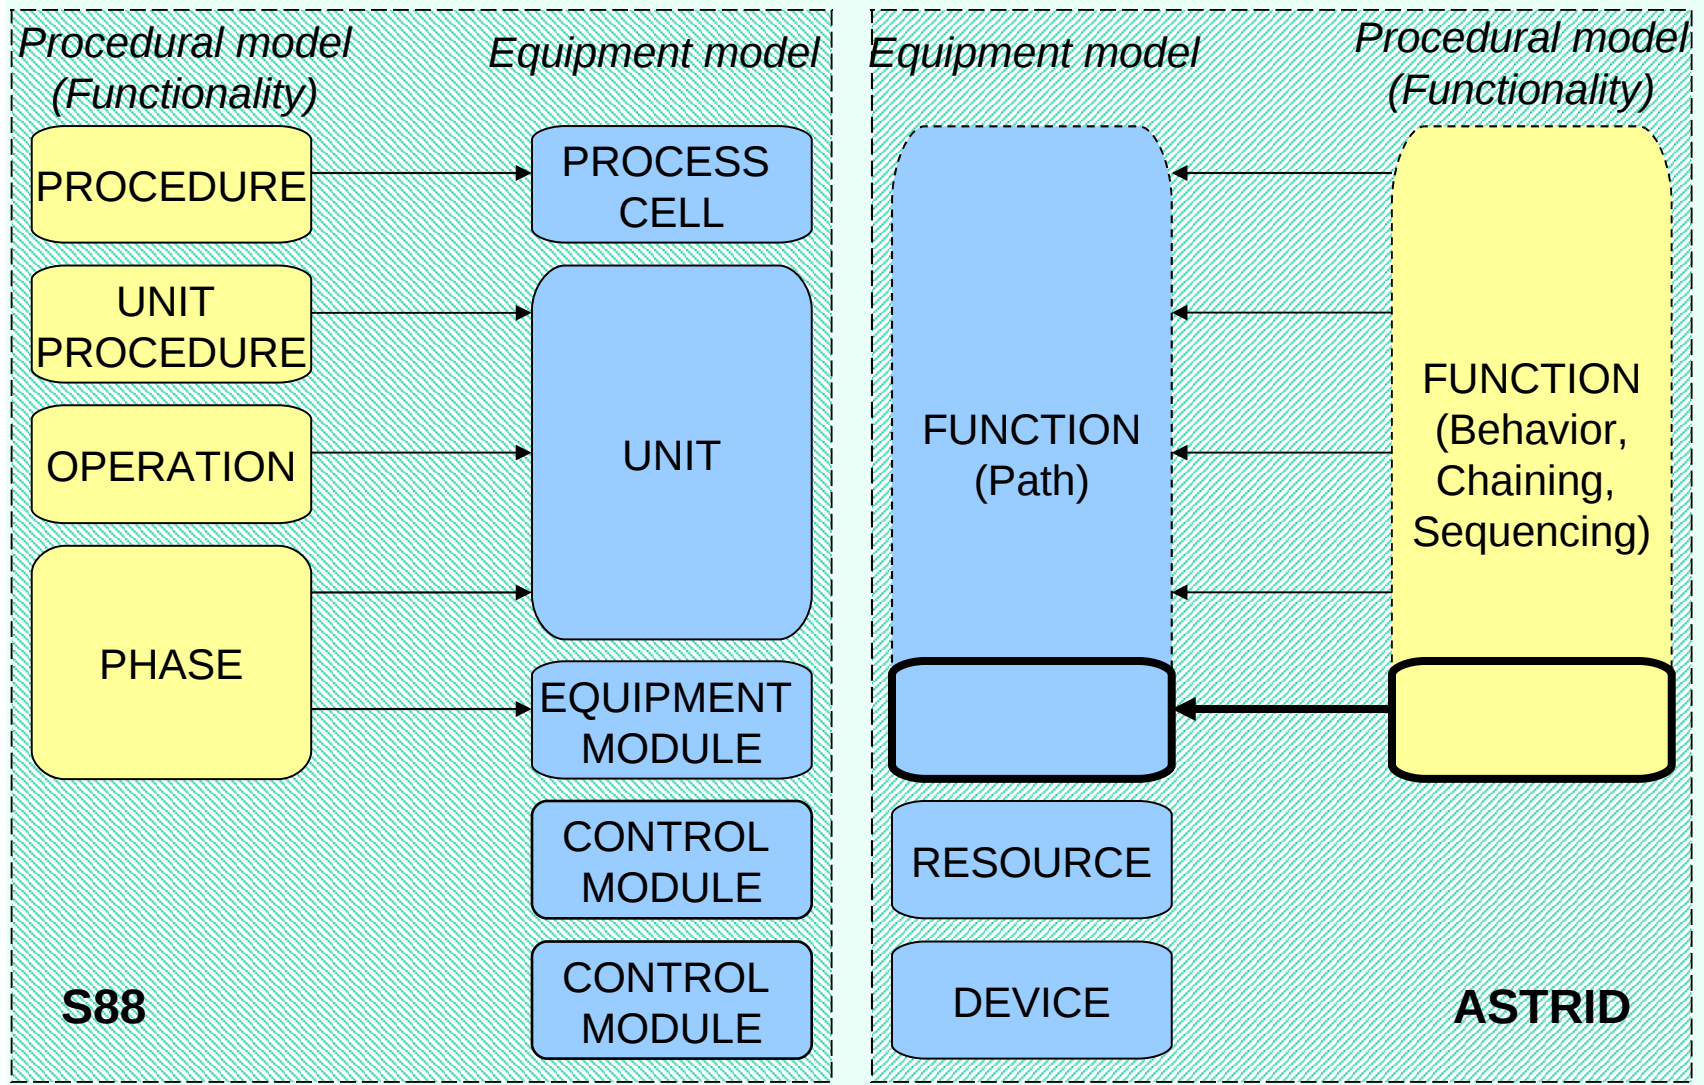 Procedural model
(Functionality)
Equipment model
PROCEDURE
PROCESS
CELL
UNIT
PROCEDURE
OPERATION
UNIT
PHASE
EQUIPMENT
MODULE
CONTROL
MODULE
CONTROL
MODULE
S88
Equipment model
Procedural model
(Functionality)
FUNCTION
(Path)
FUNCTION
(Behavior,
Chaining,
Sequencing)
RESOURCE
DEVICE
ASTRID